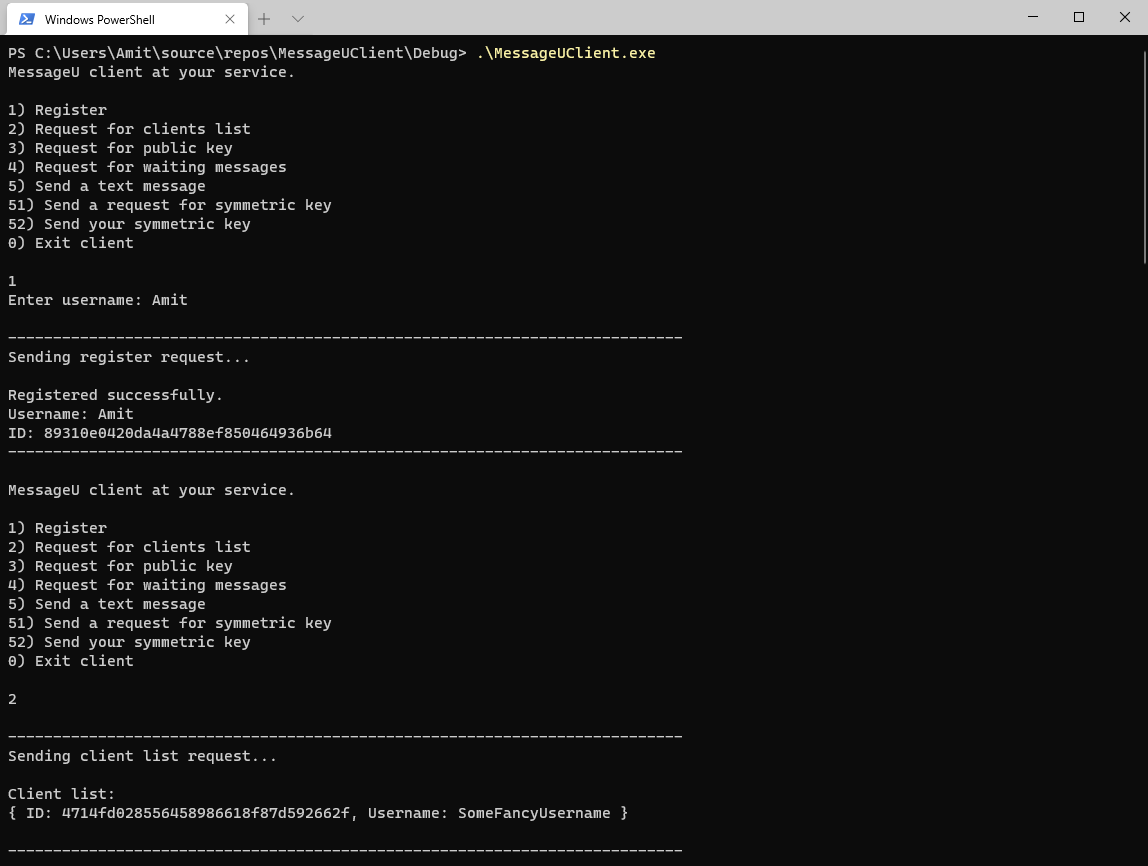 Windows PowerShell
PS C:\Users\Amit\source\repos\MessageUClient\Debug> .\MessageUClient.exe
MessageU client at your service.
1) Register
2) Request for clients list
3) Request for public key
4) Request for waiting messages
5) Send a text message
51) Send a request for symmetric key
52) Send your symmetric key
0) Exit client
1
Enter username: Amit
---------------------------------------------------------------------------
Sending register request...
Registered successfully.
Username: Amit
ID: 89310e0420da4a4788ef850464936b64
---------------------------------------------------------------------------
MessageU client at your service.
1) Register
2) Request for clients list
3) Request for public key
4) Request for waiting messages
5) Send a text message
51) Send a request for symmetric key
52) Send your symmetric key
0) Exit client
2
---------------------------------------------------------------------------
Sending client list request...
Client list:
{ ID: 4714fd028556458986618f87d592662f, Username: SomeFancyUsername }
---------------------------------------------------------------------------